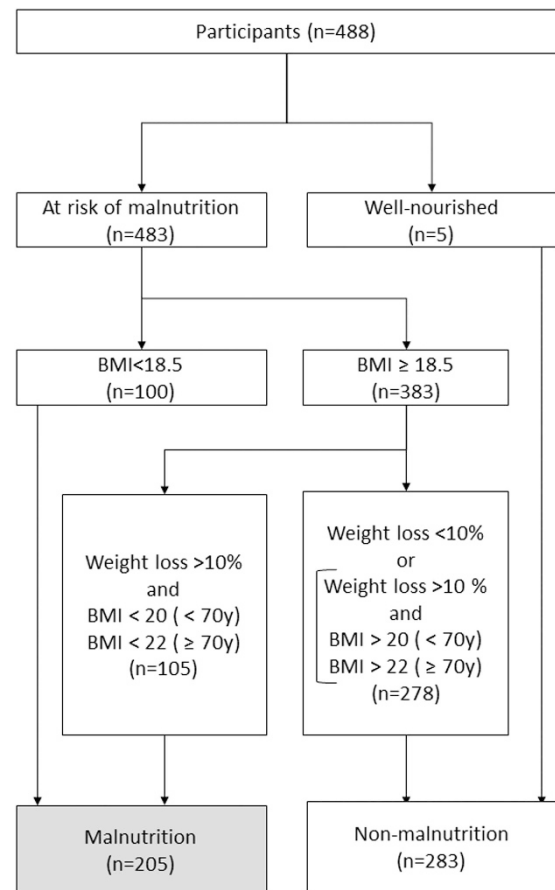 Participants (n=488)
At risk of malnutrition
(n=483)
Well-nourished
(n=5)
BMI<18.5
(n=100)
BMI ≥ 18.5
(n=383)
Weight loss >10%
and
BMI < 20 ( < 70y)
BMI < 22 ( ≥ 70y)
(n=105)
Weight loss <10%
or
Weight loss >10 %
and
BMI > 20 (< 70y)
BMI > 22 (≥ 70y)
(n=278)
Malnutrition
(n=205)
Non-malnutrition
(n=283)